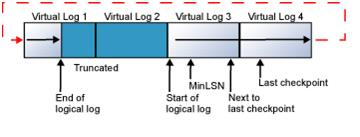 Virtual Log 1 Virtual Log 2 Virtual Log 3 Virtual Log 4
Truncated
End of
logical log
Start of
logical log
MinLSN
Next to
last checkpoint
Last checkpoint